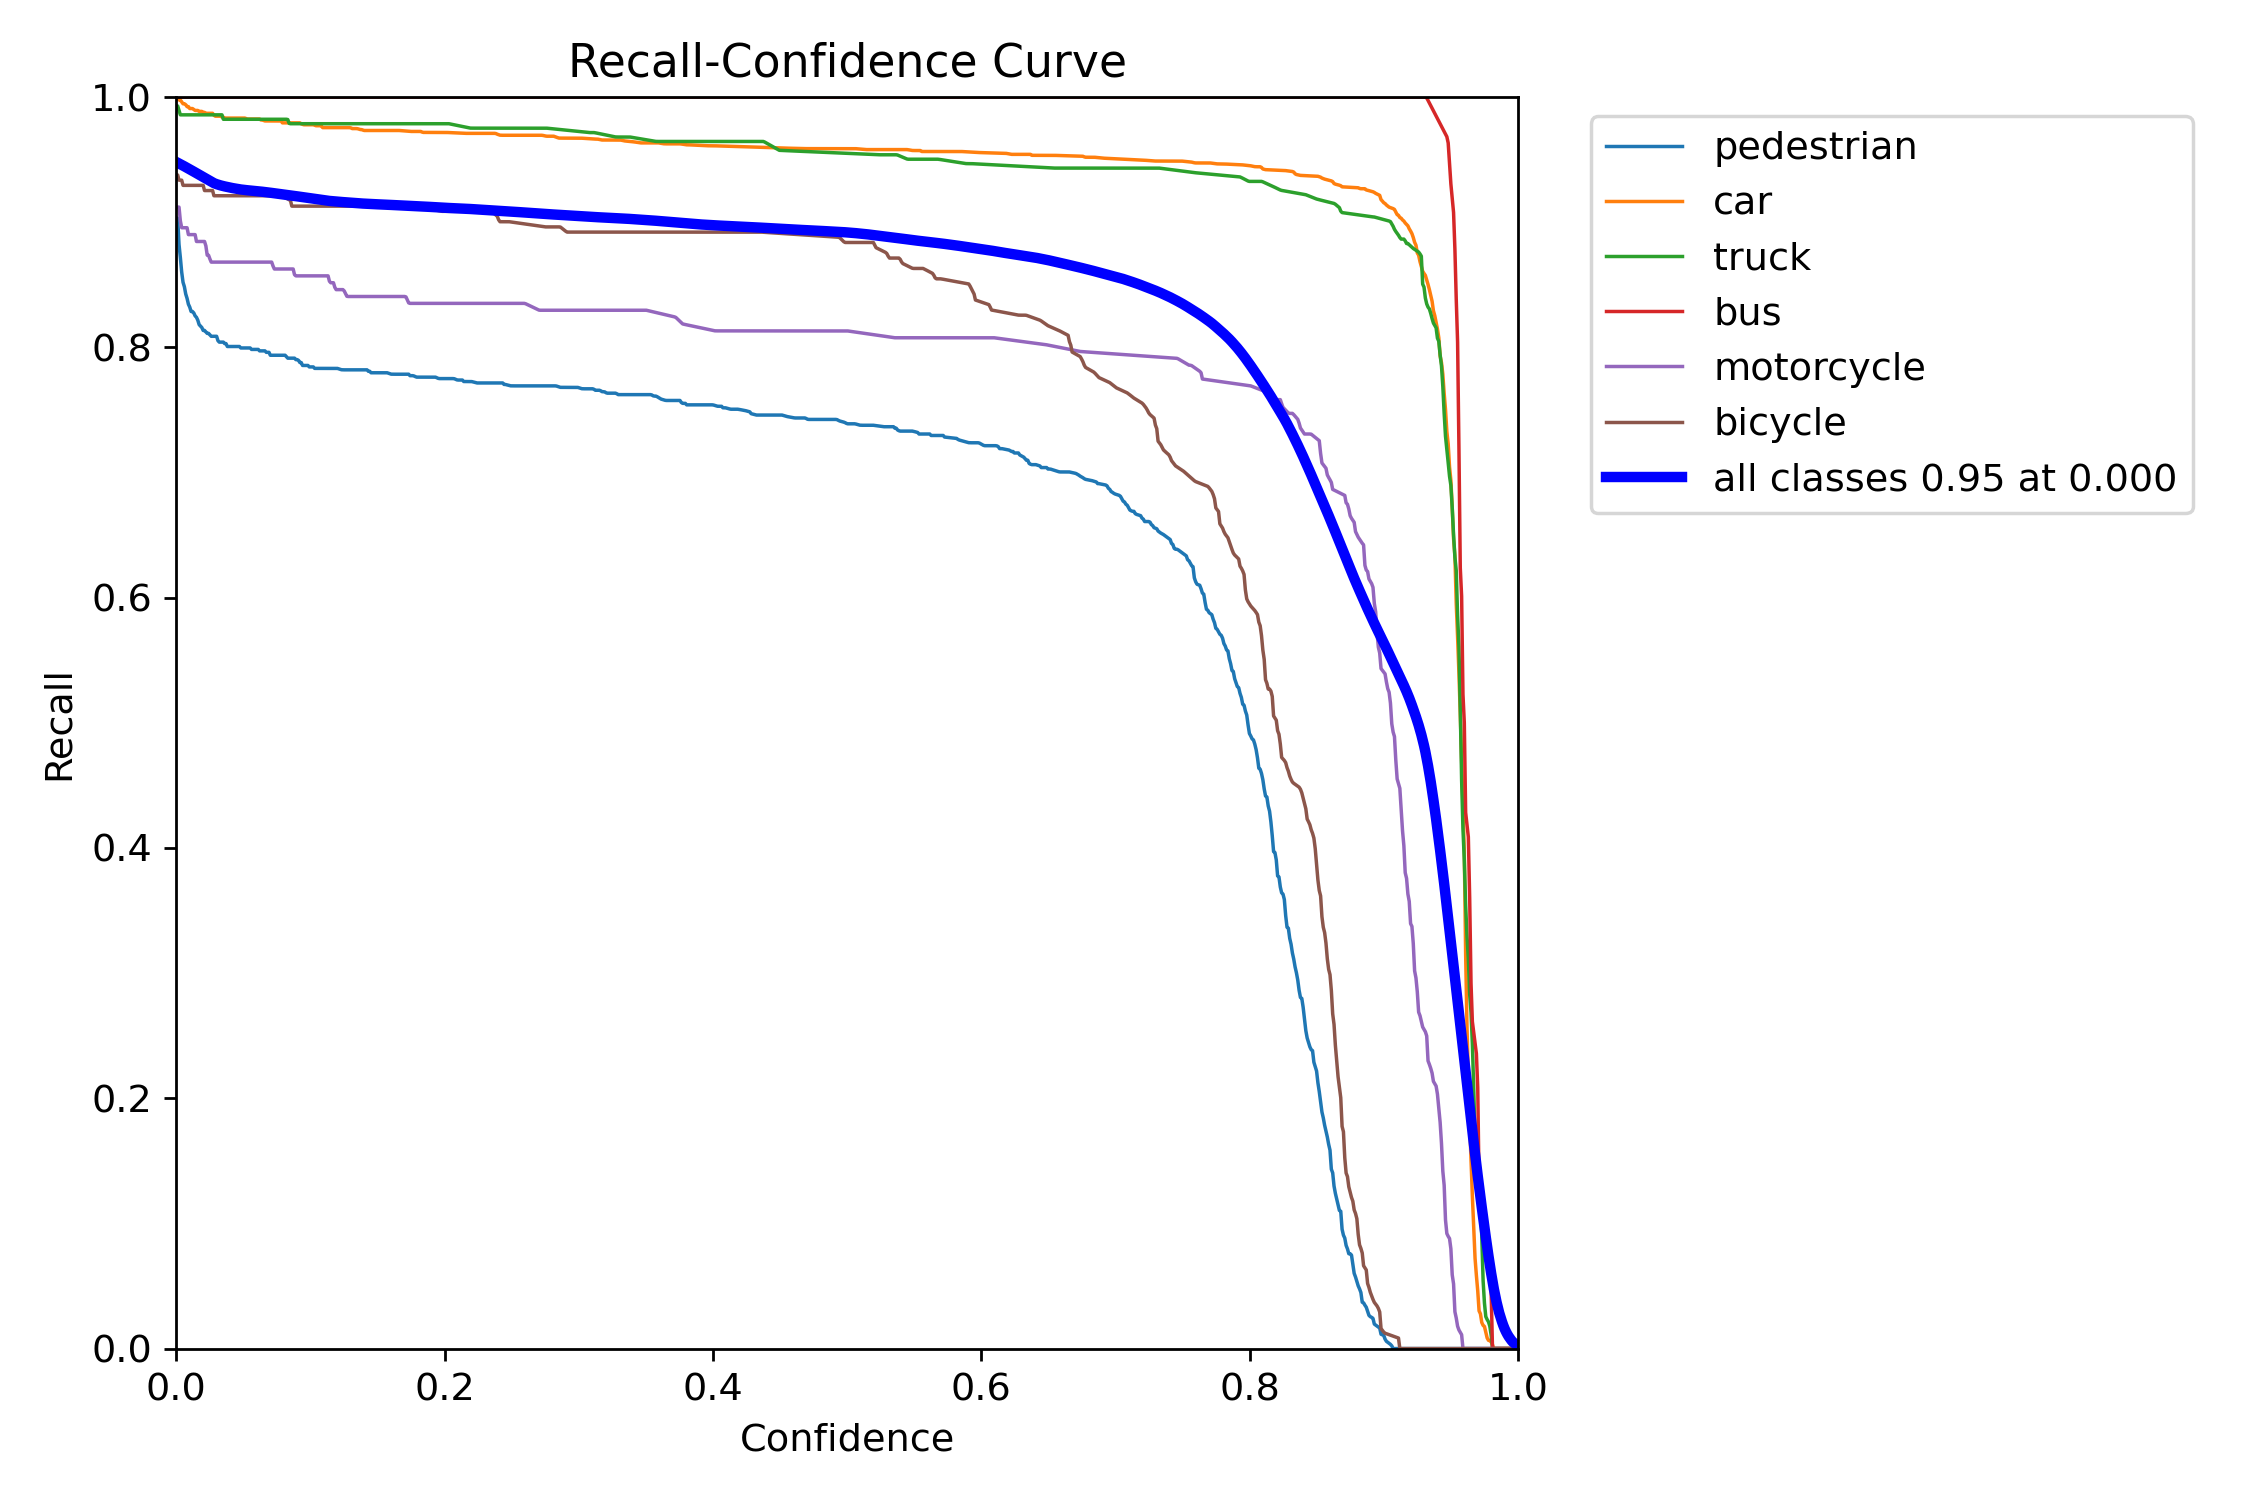 Recall-Confidence Curve
1.0
0.8
0.6
0.4
0.2
0.0
Recall
0.0 0.2 0.4 0.6 0.8 1.0
Confidence
pedestrian
car
truck
bus
motorcycle
bicycle
all classes 0.95 at 0.000